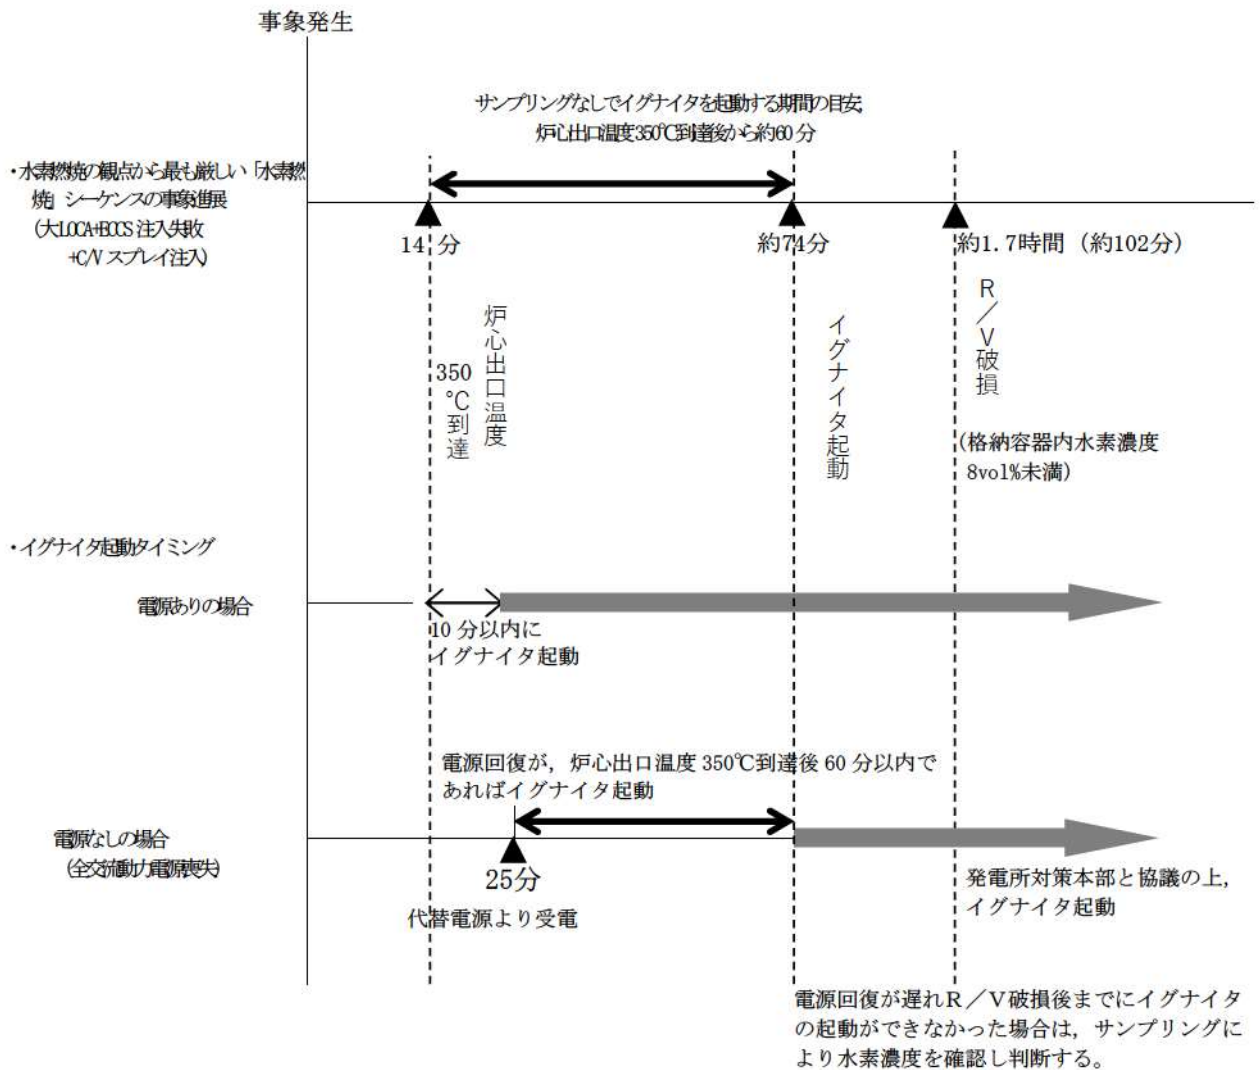 事象発生
サンプリングなしでイグナイタを起動する期間の目安;
炉心出口温度350℃到達後から約60分
・水素燃焼の観点から最も厳しい「水素燃
焼」シーケンスの事象進展
(大LOCA+ECCS注入失敗
+C/Vスプレイ注入)
14 分
約74分
約1.7時間（約102分）
炉心出口温度
350℃到達
イグナイタ起動
R／V破損
(格納容器内水素濃度
8vol%未満)
・イグナイタ起動タイミング
電源ありの場合
10 分以内に
イグナイタ起動
電源回復が，炉心出口温度 350℃到達後 60 分以内で
あればイグナイタ起動
電源なしの場合
(全交流動力電源喪失)
25分
代替電源より受電
発電所対策本部と協議の上，
イグナイタ起動
電源回復が遅れＲ／Ｖ破損後までにイグナイタ
の起動ができなかった場合は，サンプリングに
より水素濃度を確認し判断する。